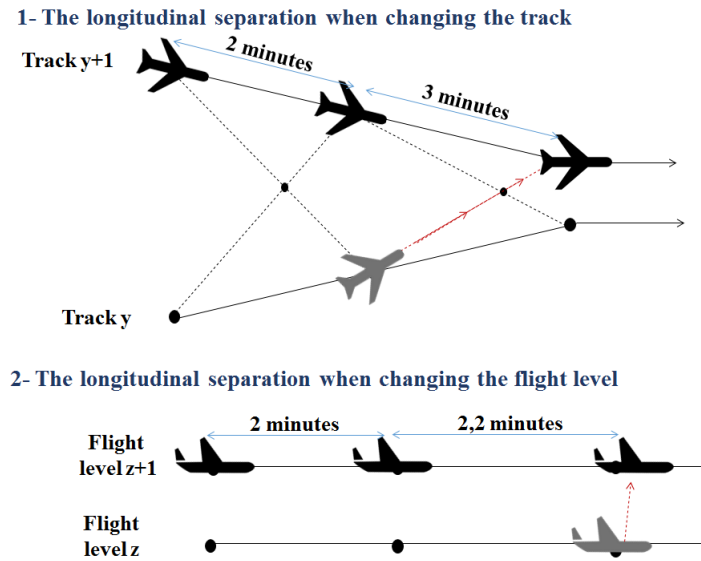 1- The longitudinal separation when changing the track
Track y+1
2 minutes
3 minutes
Track y
2- The longitudinal separation when changing the flight level
2 minutes
2,2 minutes
Flight
level z+1
Flight
level z